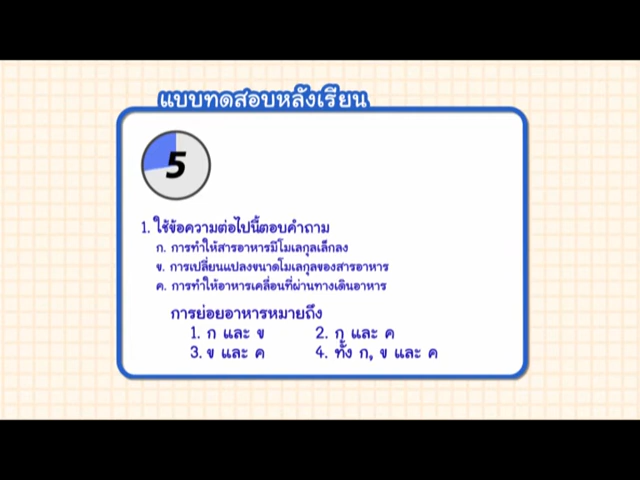 แบบทดสอบหลังเรียน
5
1. ใช้ข้อความต่อไปนี้ตอบคำถาม
ก. การทำให้สารอาหารมีโมเลกุลเล็กลง
ข. การเปลี่ยนแปลงขนาดโมเลกุลของสารอาหาร
ค. การทำให้อาหารเคลื่อนที่ผ่านทางเดินอาหาร
การย่อยอาหารหมายถึง
1. ก และ ข 2. ก และ ค
3. ข และ ค 4. ทั้ง ก, ข และ ค